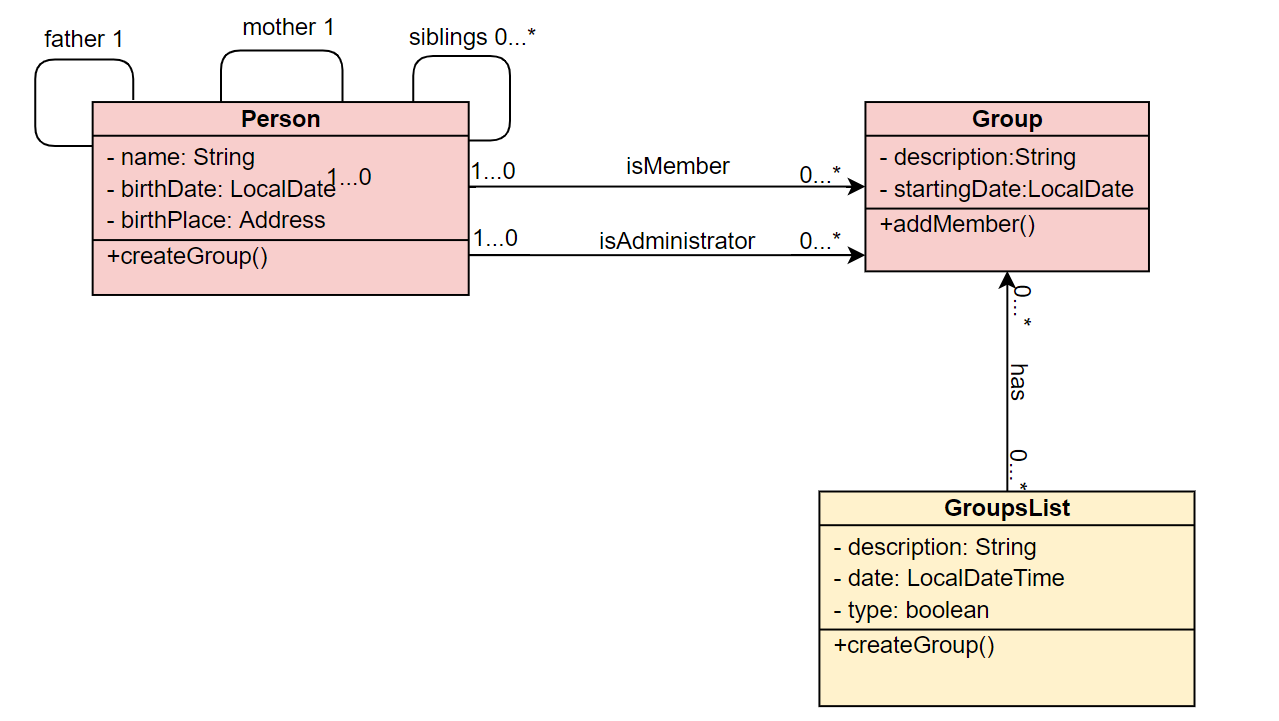 father 1
mother 1
siblings 0...*
Person
- name: String
- birthDate: LocalDate
1...0
- birthPlace: Address
+createGroup()
1...0
isMember
0...*
1...0
isAdministrator
0...*
Group
- description:String
- startingDate:LocalDate
+addMember()
0...*
has
0...*
GroupsList
- description: String
- date: LocalDateTime
- type: boolean
+createGroup()